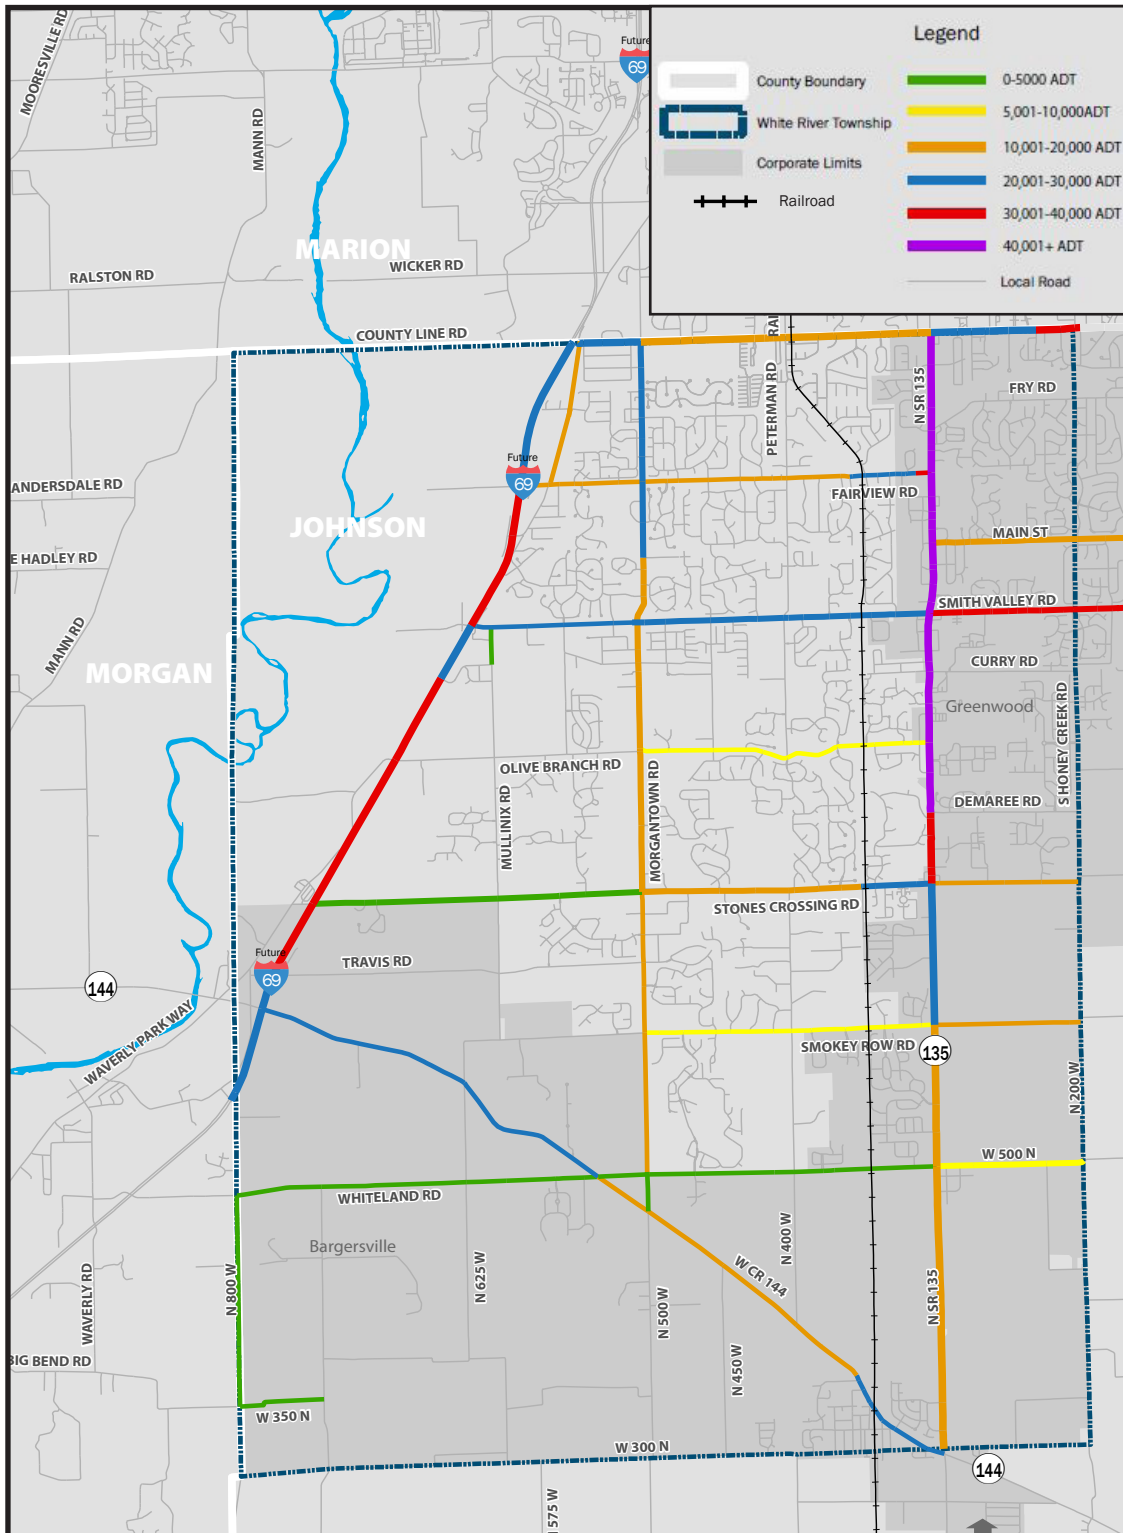 MOORESVILLE RD
MANN RD
Future
69
Legend
County Boundary
White River Township
Corporate Limits
Railroad
0-5000 ADT
5,001-10,000ADT
10,001-20,000 ADT
20,001-30,000 ADT
30,001-40,000 ADT
40,001+ ADT
Local Road
MARION
RALSTON RD
WICKER RD
COUNTY LINE RD
RAI
PETERMAN RD
N SR 135
FRY RD
Future
69
ANDERSDALE RD
FAIRVIEW RD
JOHNSON
MAIN ST
E HADLEY RD
SMITH VALLEY RD
MANN RD
MORGAN
CURRY RD
Greenwood
S HONEY CREEK RD
OLIVE BRANCH RD
MULLINIX RD
MORGANTOWN RD
DEMAREE RD
STONES CROSSING RD
Future
69
TRAVIS RD
144
WAVERLY PARKWAY
SMOKEY ROW RD
135
N 200 W
W 500 N
WHITELAND RD
Bargersville
N 800 W
WAVERLY RD
N 625 W
N 400 W
W CR 144
N 500 W
N SR 135
N 450 W
BIG BEND RD
W 350 N
W 300 N
144
N 575 W